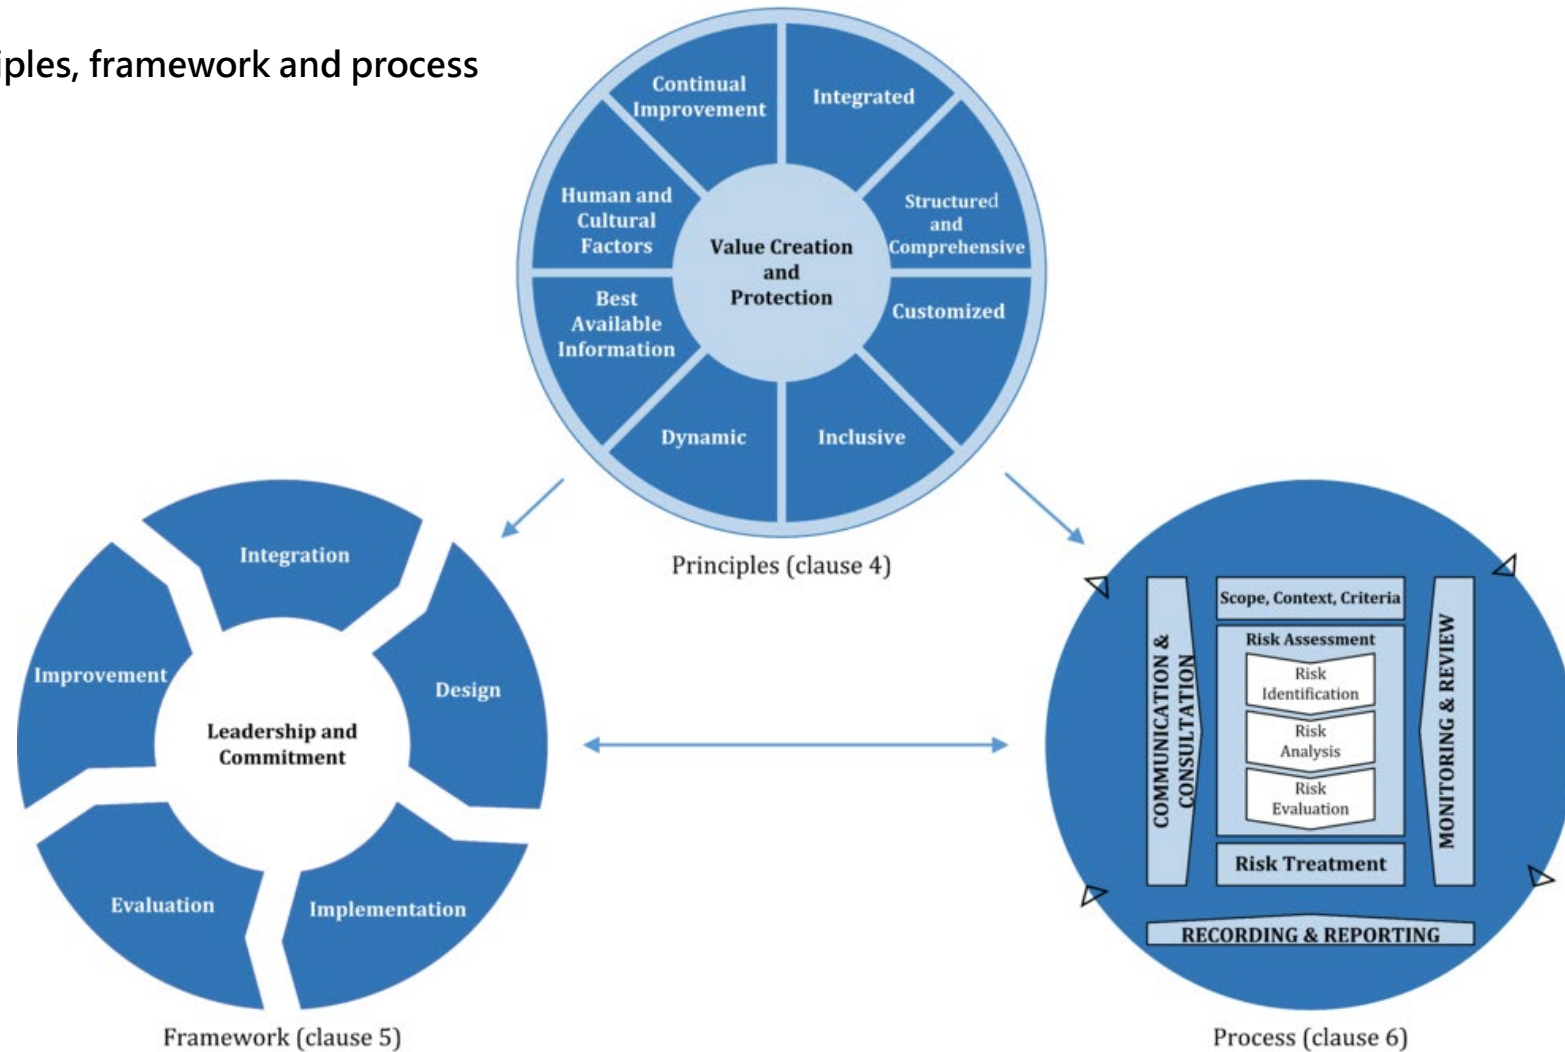 iples, framework and process
Continual
Improvement
Integrated
Human and
Cultural
Factors
Structured
and
Comprehensive
Value Creation
and
Protection
Best
Available
Information
Customized
Dynamic
Inclusive
Principles (clause 4)
Integration
Improvement
Design
Leadership and
Commitment
Evaluation
Implementation
Framework (clause 5)
Scope, Context, Criteria
Risk Assessment
Risk
Identification
Risk
Analysis
Risk
Evaluation
Risk Treatment
COMMUNICATION &
CONSULTATION
MONITORING & REVIEW
RECORDING & REPORTING
Process (clause 6)